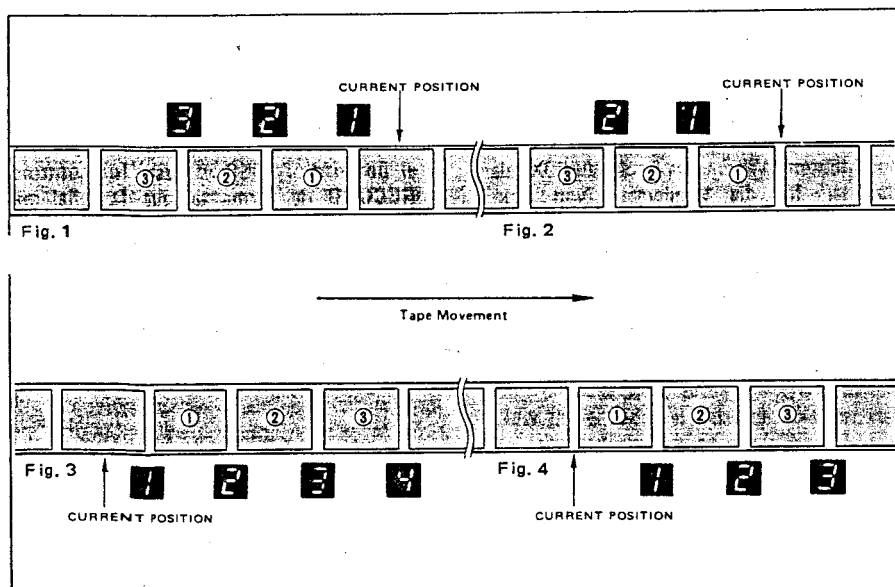 CURRENT POSITION
CURRENT POSITION
3 2 1
2 1
③ ② ①
③ ② ①
Fig. 1
Fig. 2
Tape Movement
① ② ③
① ② ③
Fig. 3
1 2 3 4
Fig. 4
1 2 3
CURRENT POSITION
CURRENT POSITION